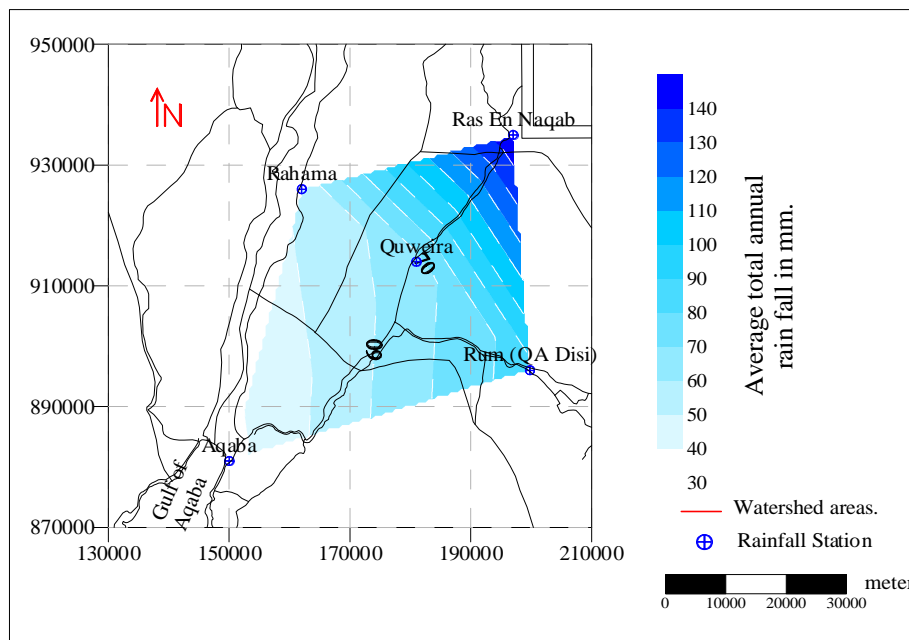 950000
930000
910000
890000
870000
130000
150000
170000
190000
210000
N
Ras En Naqab
Rahama
Quweira
70
60
Rum (QA Disi)
Aqaba
Gulf of
Aqaba
140
130
120
110
100
90
80
70
60
50
40
30
Average total annual
rain fall in mm.
Watershed areas.
Rainfall Station
meter
0
10000
20000
30000